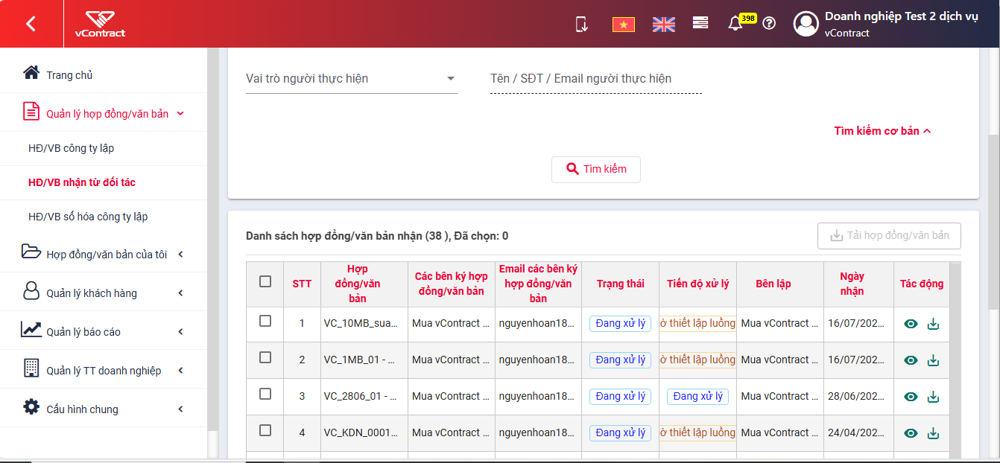 vContract
398
Doanh nghiệp Test 2 dịch vụ
vContract
Trang chủ
Quản lý hợp đồng/văn bản
HĐ/VB công ty lập
HĐ/VB nhận từ đối tác
HĐ/VB số hóa công ty lập
Hợp đồng/văn bản của tôi
Quản lý khách hàng
Quản lý báo cáo
Quản lý TT doanh nghiệp
Cấu hình chung
Vai trò người thực hiện
Tên / SĐT / Email người thực hiện
Tìm kiếm cơ bản
Tìm kiếm
Danh sách hợp đồng/văn bản nhận (38 ), Đã chọn: 0
Tải hợp đồng/văn bản
STT
Hợp
đồng/văn
bản
Các bên ký hợp
đồng/văn bản
Email các bên ký
hợp đồng/văn
bản
Trạng thái
Tiến độ xử lý
Bên lập
Ngày
nhận
Tác động
1 VC_10MB_sua... Mua vContract ... nguyenhoan18... Đang xử lý ờ thiết lập luồng Mua vContract ... 16/07/202...
2 VC_1MB_01 - ... Mua vContract ... nguyenhoan18... Đang xử lý ờ thiết lập luồng Mua vContract ... 16/07/202...
3 VC_2806_01 - ... Mua vContract ... nguyenhoan18... Đang xử lý Đang xử lý Mua vContract ... 28/06/202...
4 VC_KDN_0001... Mua vContract ... nguyenhoan18... Đang xử lý ờ thiết lập luồng Mua vContract ... 24/04/202...